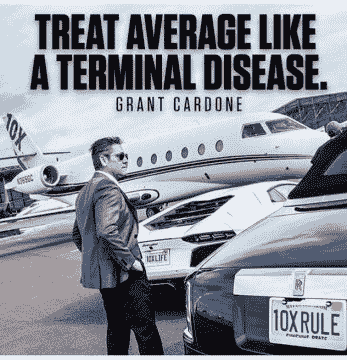 TREAT AVERAGE LIKE
A TERMINAL DISEASE.
GRANT CARDONE
10X
10XLIFE
10XRULE